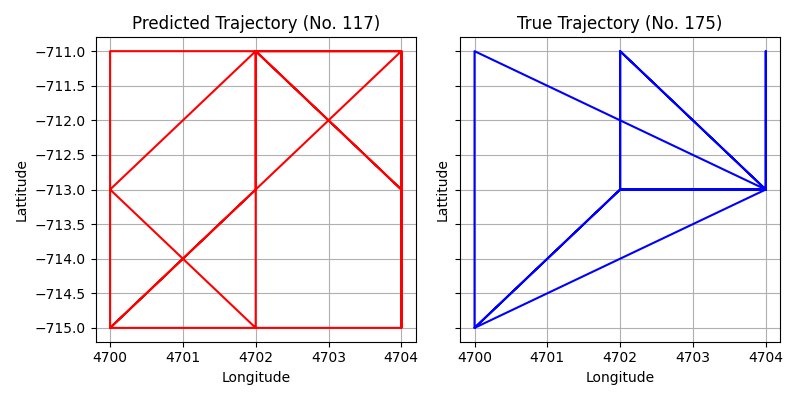 Predicted Trajectory (No. 117)
True Trajectory (No. 175)
−711.0
−711.5
−712.0
−712.5
−713.0
−713.5
−714.0
−714.5
−715.0
Lattitude
Lattitude
4700 4701 4702 4703 4704
4700 4701 4702 4703 4704
Longitude
Longitude